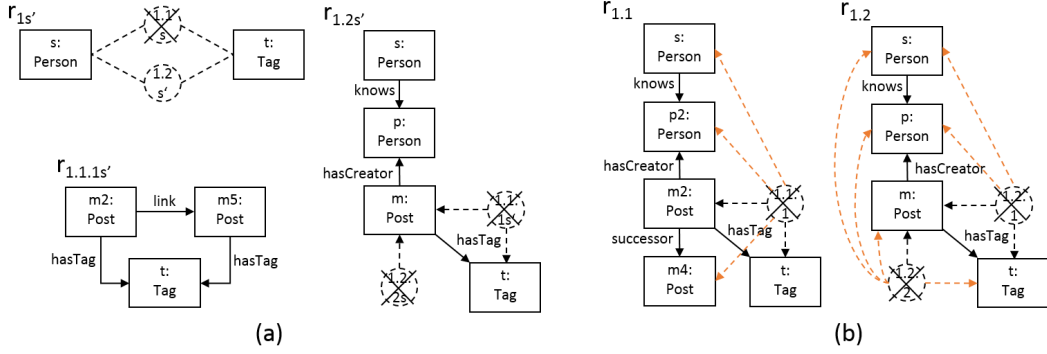 r1s'
s:
Person
1.1
s
1.2
s'
t:
Tag
r1.1.1s'
m2:
Post
link
m5:
Post
hasTag
hasTag
t:
Tag
r1.2s'
s:
Person
knows
p:
Person
hasCreator
m:
Post
1.1.
1s
hasTag
1.2.
2s
t:
Tag
(a)
r1.1
s:
Person
knows
p2:
Person
hasCreator
m2:
Post
1.1.
1
hasTag
successor
m4:
Post
t:
Tag
r1.2
s:
Person
knows
p:
Person
hasCreator
m:
Post
1.2.
1
hasTag
1.2.
2
t:
Tag
(b)